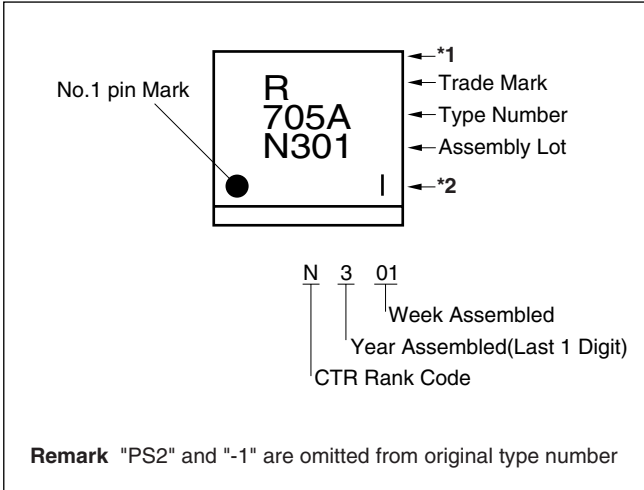 *1
No.1 pin Mark
R
Trade Mark
705A
Type Number
N301
Assembly Lot
I
*2
N 3 01
Week Assembled
Year Assembled(Last 1 Digit)
CTR Rank Code
Remark "PS2" and "-1" are omitted from original type number